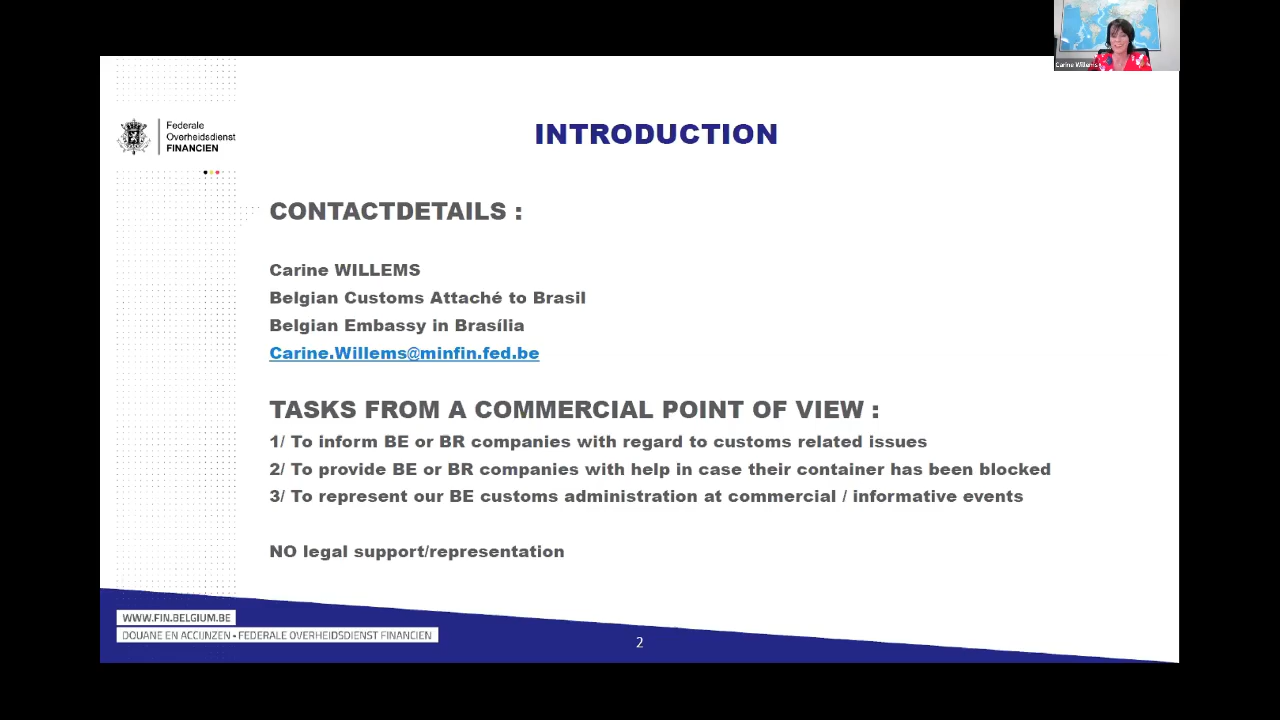 Carine Willems
Federale
Overheidsdienst
FINANCIEN
INTRODUCTION
CONTACTDETAILS :
Carine WILLEMS
Belgian Customs Attaché to Brasil
Belgian Embassy in Brasília
Carine.Willems@minfin.fed.be
TASKS FROM A COMMERCIAL POINT OF VIEW :
1/ To inform BE or BR companies with regard to customs related issues
2/ To provide BE or BR companies with help in case their container has been blocked
3/ To represent our BE customs administration at commercial / informative events
NO legal support/representation
WWW.FIN.BELGIUM.BE
DOUANE EN ACCIJNZEN • FEDERALE OVERHEIDSDIENST FINANCIEN
2